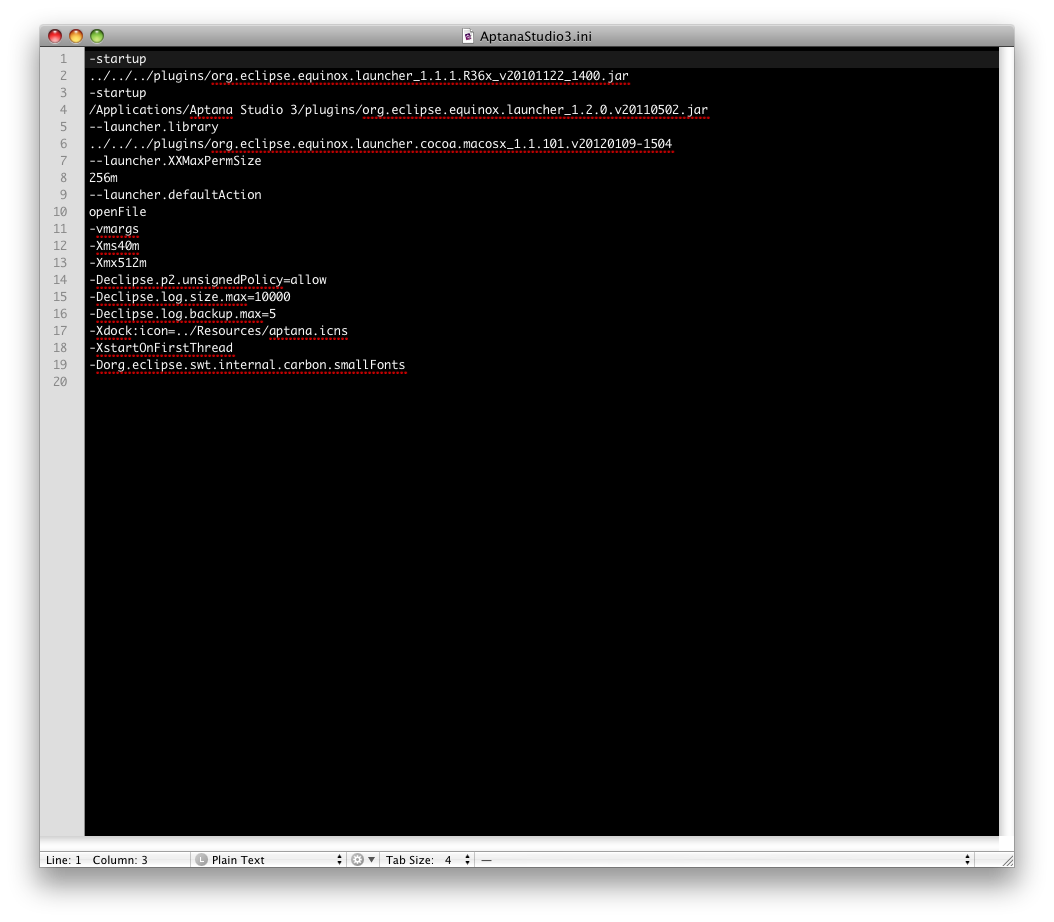 AptanaStudio3.ini
1 -startup
2 ../../../plugins/org.eclipse.equinox.launcher_1.1.1.R36x_v20101122_1400.jar
3 -startup
4 /Applications/Aptana Studio 3/plugins/org.eclipse.equinox.launcher_1.2.0.v20110502.jar
5 --launcher.library
6 ../../../plugins/org.eclipse.equinox.launcher.cocoa.macosx_1.1.101.v20120109-1504
7 --launcher.XXMaxPermSize
8 256m
9 --launcher.defaultAction
10 openFile
11 -vmargs
12 -Xms40m
13 -Xmx512m
14 -Declipse.p2.unsignedPolicy=allow
15 -Declipse.log.size.max=10000
16 -Declipse.log.backup.max=5
17 -Xdock:icon=../Resources/aptana.icns
18 -XstartOnFirstThread
19 -Dorg.eclipse.swt.internal.carbon.smallFonts
20
Line: 1 Column: 3 L Plain Text Tab Size: 4 —